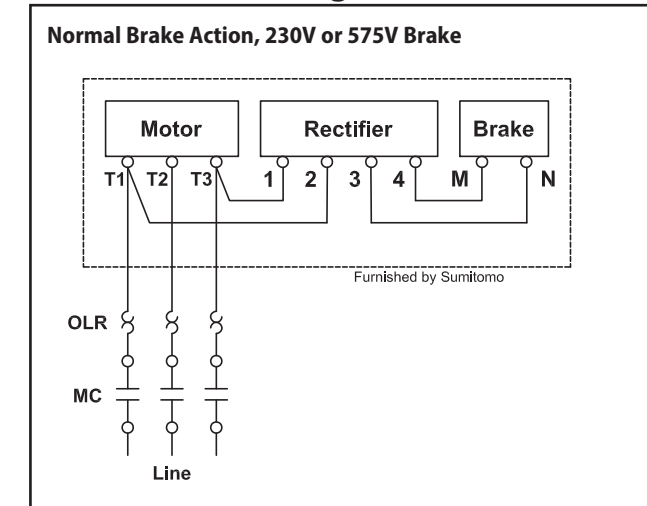 Normal Brake Action, 230V or 575V Brake
Motor Rectifier Brake
T1 T2 T3 1 2 3 4 M N
Furnished by Sumitomo
OLR
MC
Line